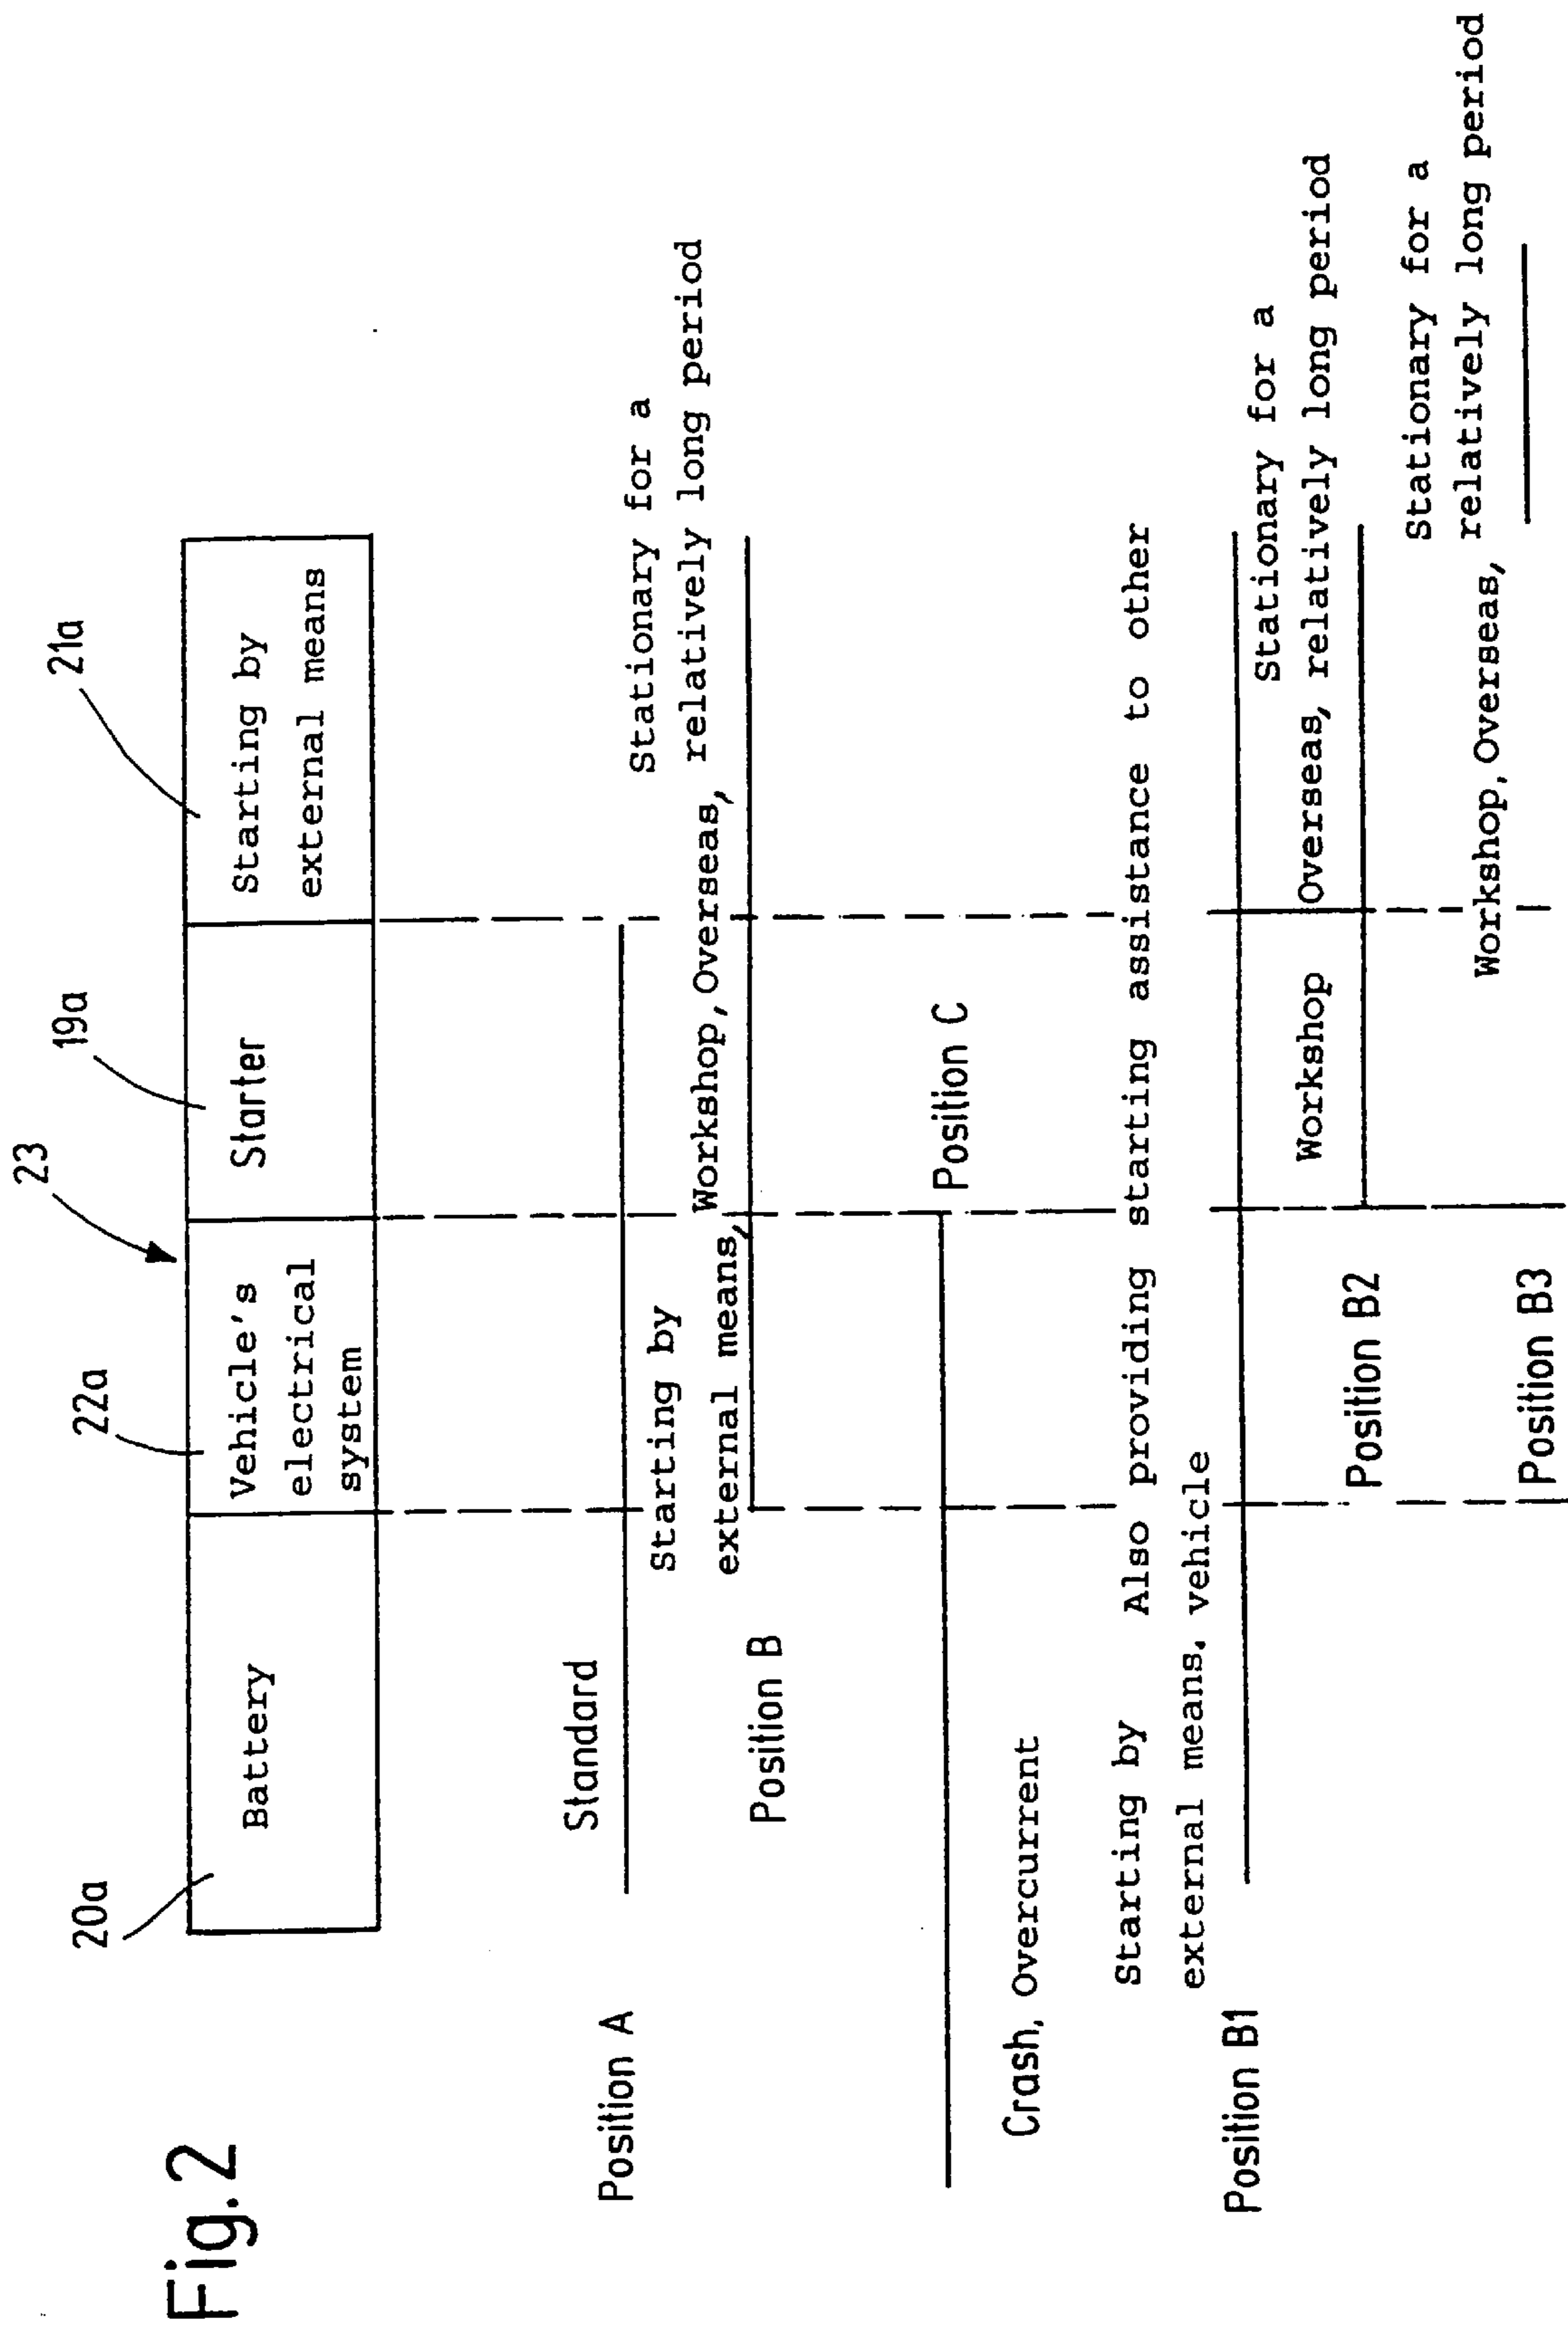 Fig.2
20a
22a
23
19a
21a
Battery
Vehicle's
electrical
system
Starter
Starting by
external means
Position A
Standard
Starting by
external means,
Workshop, Overseas,
Stationary for a
relatively long period
Position B
Position C
Crash, Overcurrent
Starting by
external means,
Also providing starting assistance to other
vehicle
Position B1
Workshop
Overseas,
Stationary for a
relatively long period
Position B2
Workshop, Overseas,
Stationary for a
relatively long period
Position B3